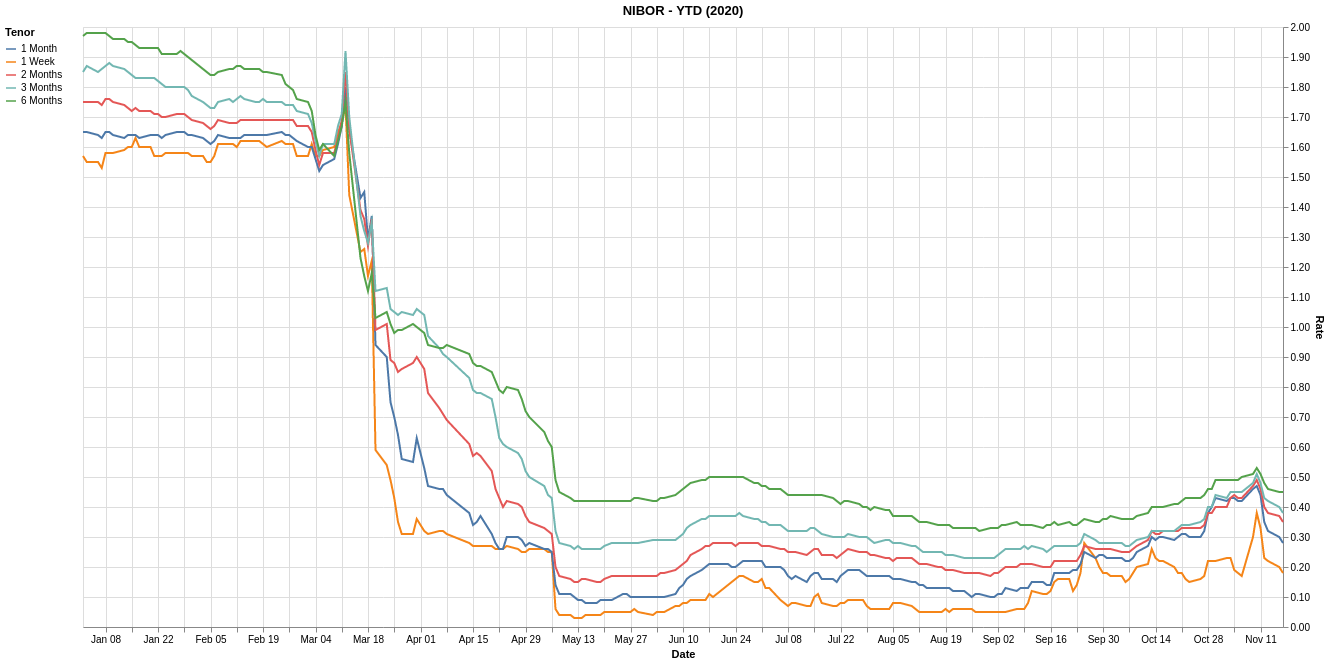 NIBOR - YTD (2020)
Tenor
1 Month
1 Week
2 Months
3 Months
6 Months
2.00
1.90
1.80
1.70
1.60
1.50
1.40
1.30
1.20
1.10
1.00
0.90
0.80
0.70
0.60
0.50
0.40
0.30
0.20
0.10
0.00
Rate
Jan 08 Jan 22 Feb 05 Feb 19 Mar 04 Mar 18 Apr 01 Apr 15 Apr 29 May 13 May 27 Jun 10 Jun 24 Jul 08 Jul 22 Aug 05 Aug 19 Sep 02 Sep 16 Sep 30 Oct 14 Oct 28 Nov 11
Date